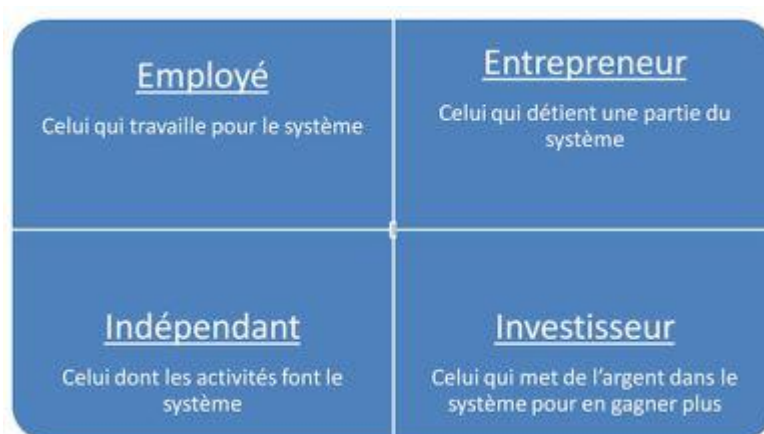 Employé
Celui qui travaille pour le système
Entrepreneur
Celui qui détient une partie du
système
Indépendant
Celui dont les activités font le
système
Investisseur
Celui qui met de l'argent dans le
système pour en gagner plus